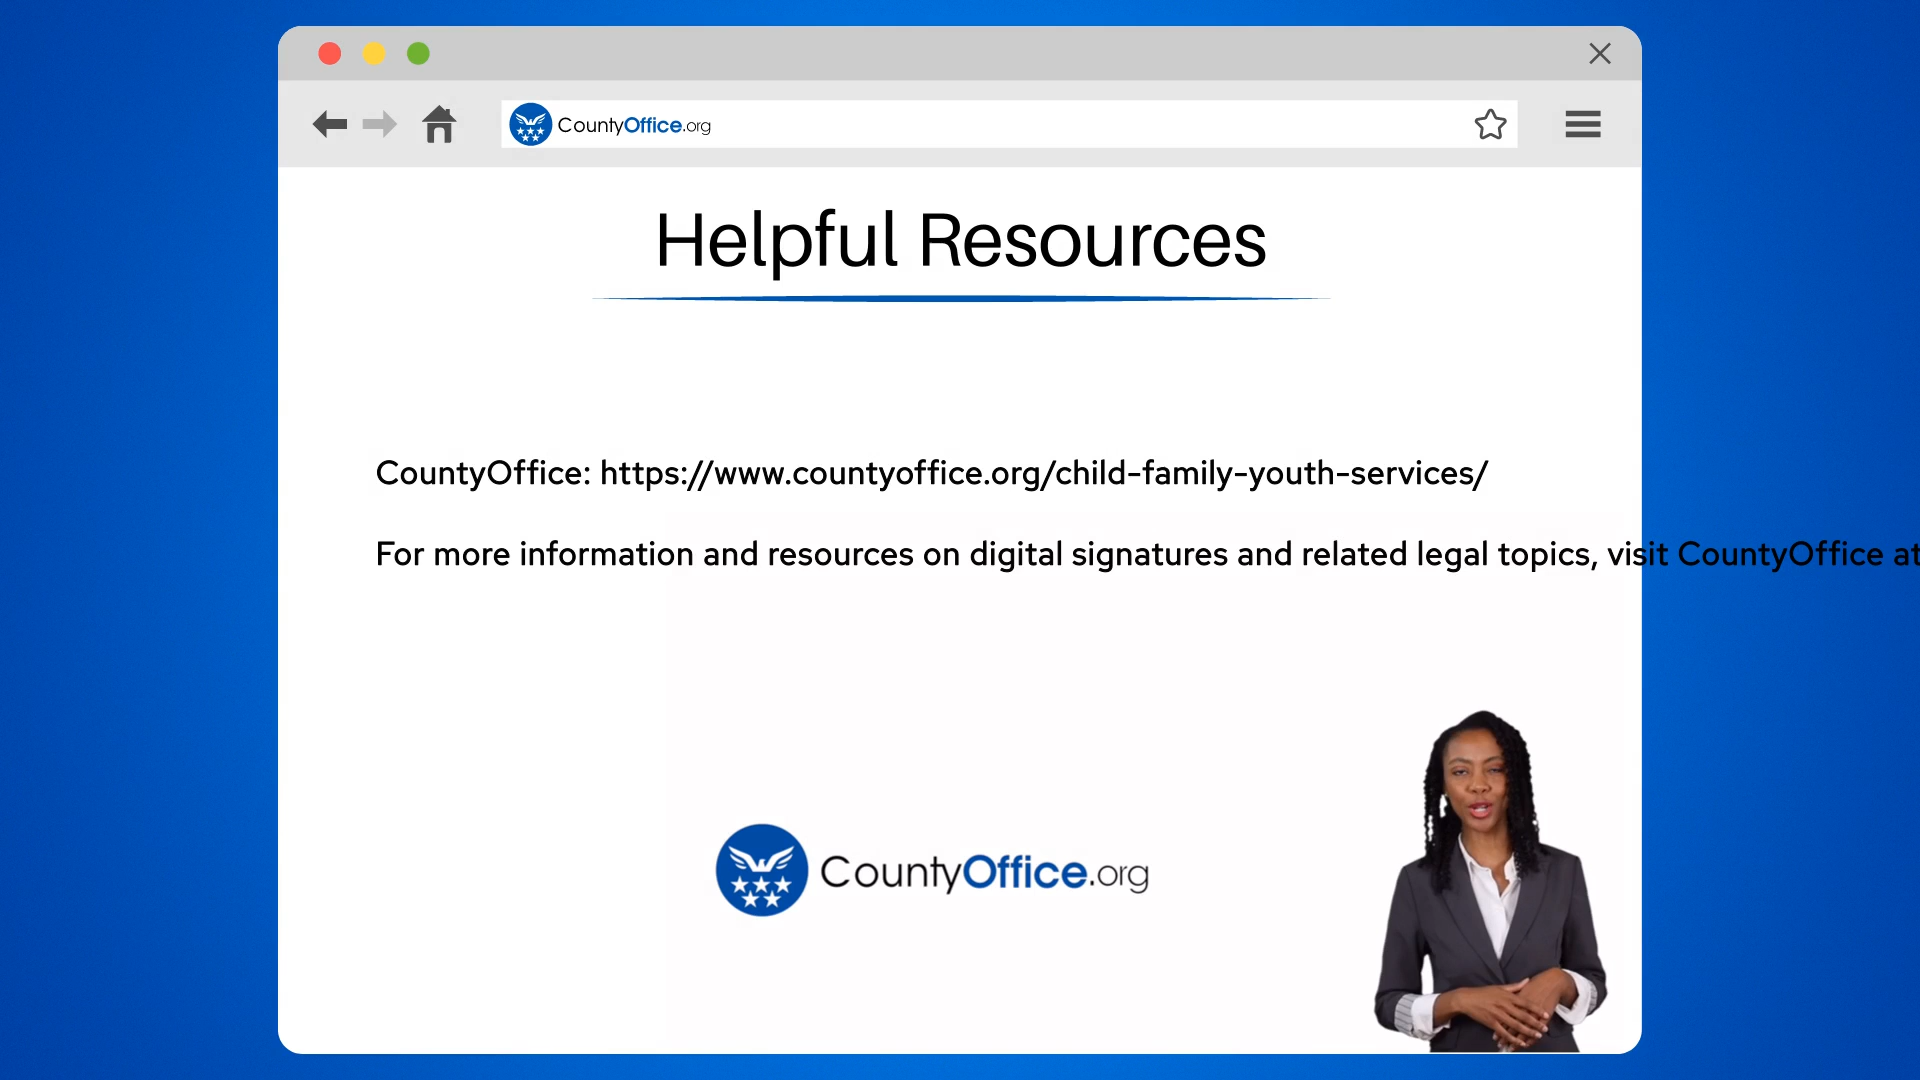 CountyOffice.org
Helpful Resources
CountyOffice: https://www.countyoffice.org/child-family-youth-services/
For more information and resources on digital signatures and related legal topics, visit CountyOffice at
CountyOffice.org